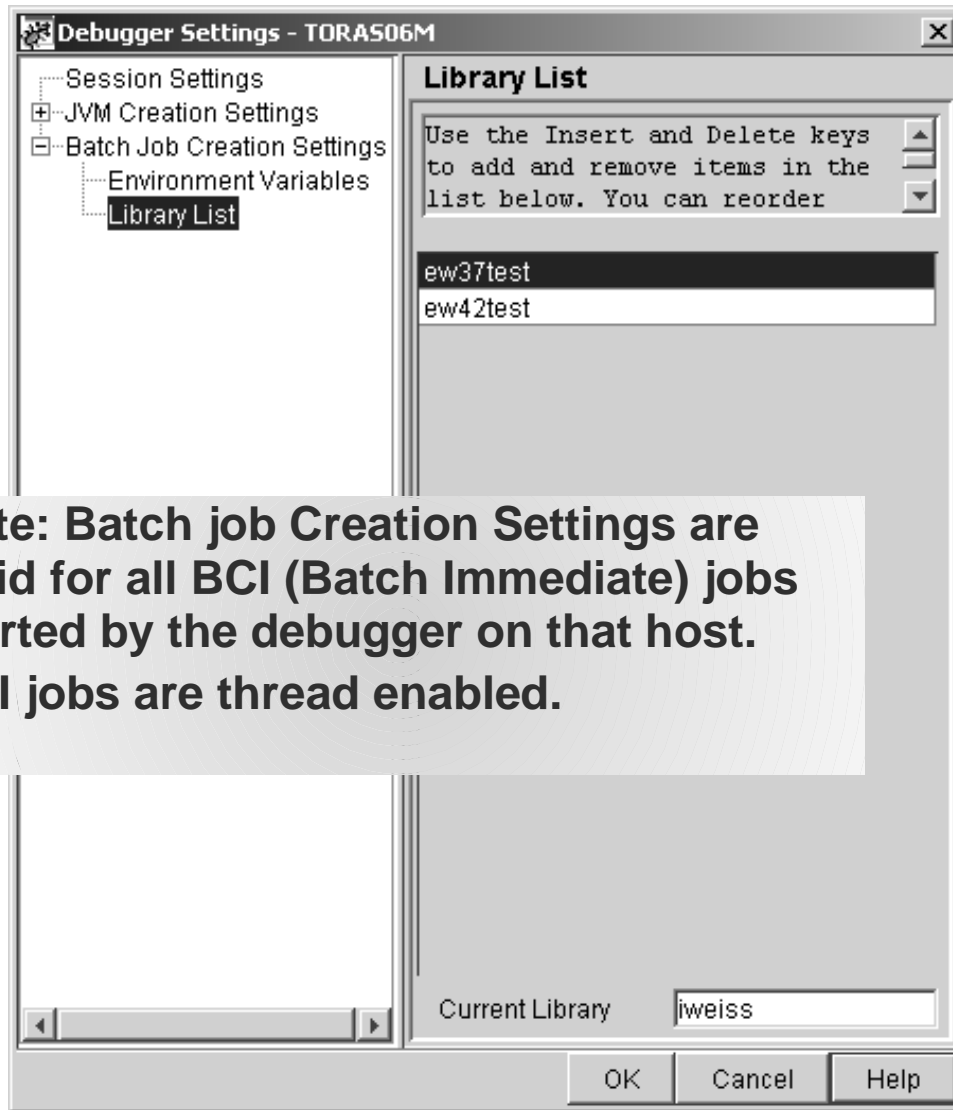 Debugger Settings - TORAS06M
Session Settings
JVM Creation Settings
Batch Job Creation Settings
Environment Variables
Library List
Library List
Use the Insert and Delete keys
to add and remove items in the
list below. You can reorder
ew37test
ew42test
te: Batch job Creation Settings are
id for all BCI (Batch Immediate) jobs
rted by the debugger on that host.
I jobs are thread enabled.
Current Library
iweiss
OK
Cancel
Help